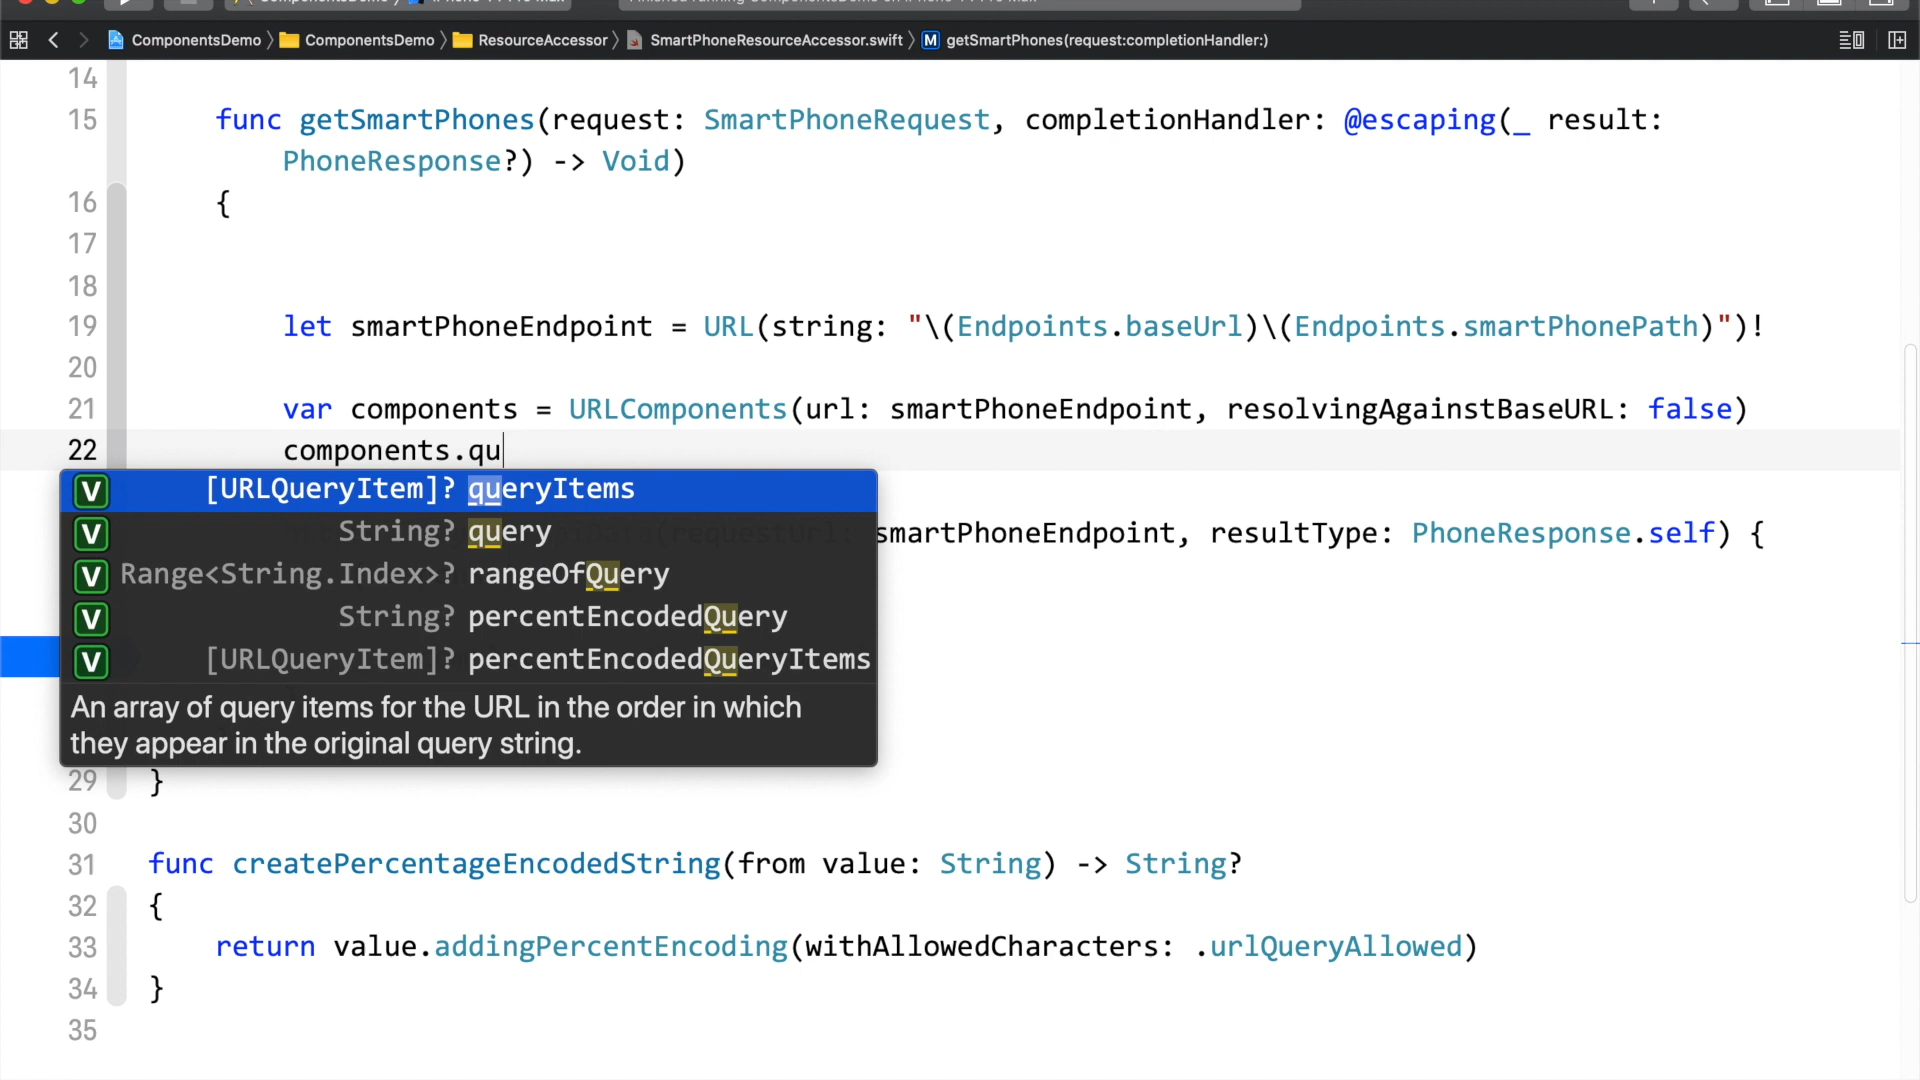 ComponentsDemo 〉 ComponentsDemo 〉 ResourceAccessor 〉 SmartPhoneResourceAccessor.swift 〉 M getSmartPhones(request:completionHandler:)
14
15 func getSmartPhones(request: SmartPhoneRequest, completionHandler: @escaping(_ result:
PhoneResponse?) -> Void)
16 {
17
18
19 let smartPhoneEndpoint = URL(string: "\(Endpoints.baseUrl)\(Endpoints.smartPhonePath)")!
20
21 var components = URLComponents(url: smartPhoneEndpoint, resolvingAgainstBaseURL: false)
22 components.qu
V [URLQueryItem]? queryItems
V String? query
smartPhoneEndpoint, resultType: PhoneResponse.self) {
V Range<String.Index>? rangeOfQuery
V String? percentEncodedQuery
V [URLQueryItem]? percentEncodedQueryItems
An array of query items for the URL in the order in which
they appear in the original query string.
29 }
30
31 func createPercentageEncodedString(from value: String) -> String?
32 {
33 return value.addingPercentEncoding(withAllowedCharacters: .urlQueryAllowed)
34 }
35